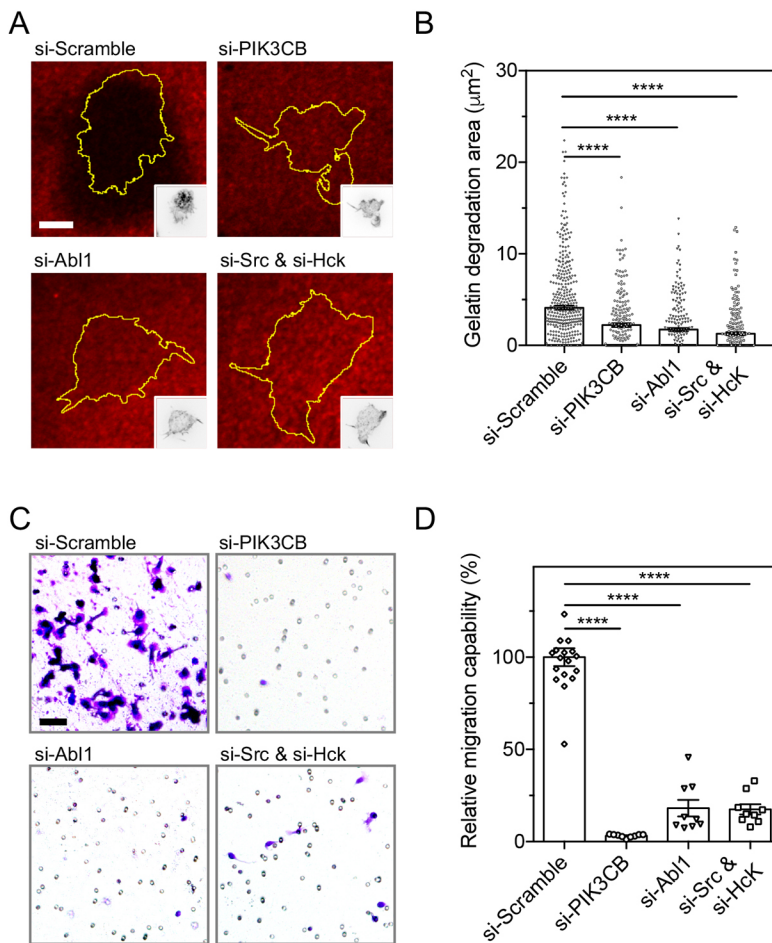 A
si-Scramble
si-PIK3CB
si-Abl1
si-Src & si-Hck
B
Gelatin degradation area (μm²)
30
20
10
0
****
****
****
si-Scramble
si-PIK3CB
si-Abl1
si-Src &
si-HcK
C
si-Scramble
si-PIK3CB
si-Abl1
si-Src & si-Hck
D
Relative migration capability (%)
100
50
0
****
****
****
si-Scramble
si-PIK3CB
si-Abl1
si-Src &
si-HcK